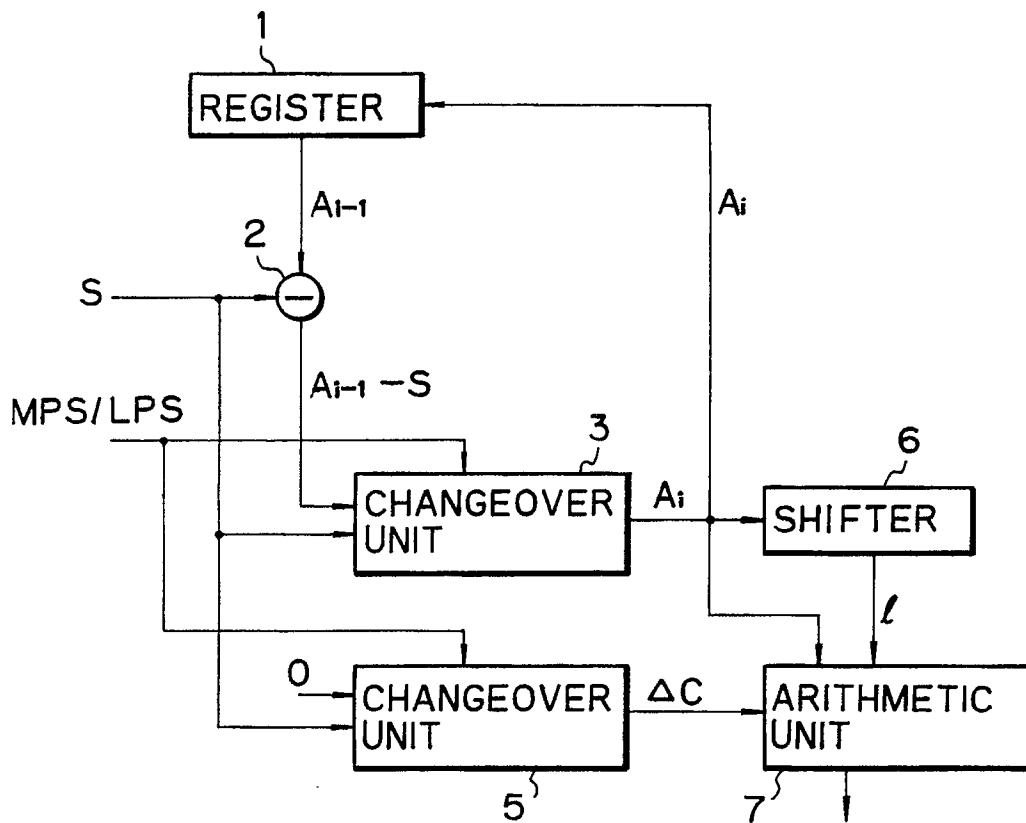 1
REGISTER
Ai-1
Ai
2
S
−
Ai-1 − S
MPS/LPS
3
CHANGEOVER
UNIT
Ai
6
SHIFTER
ℓ
0
CHANGEOVER
UNIT
ΔC
ARITHMETIC
UNIT
5
7